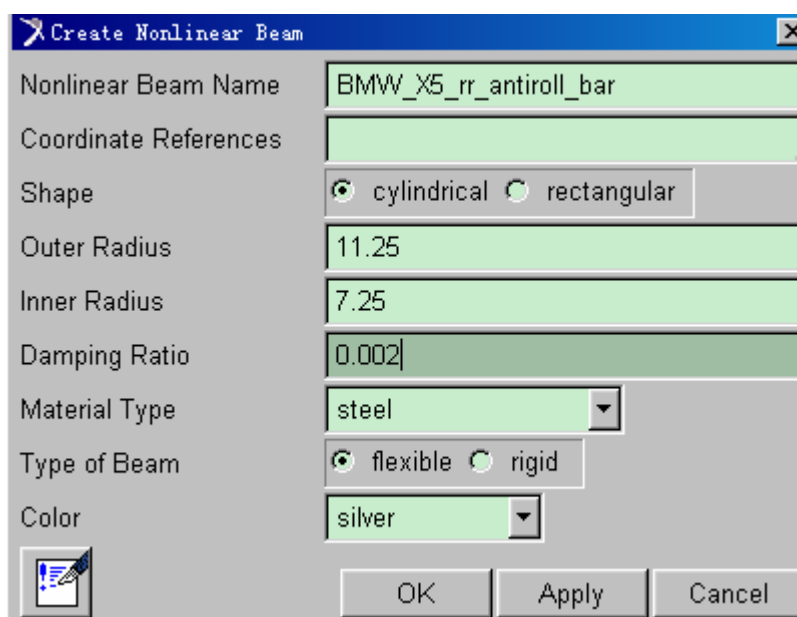 Create Nonlinear Beam
Nonlinear Beam Name BMW_X5_rr_antiroll_bar
Coordinate References
Shape cylindrical rectangular
Outer Radius 11.25
Inner Radius 7.25
Damping Ratio 0.002
Material Type steel
Type of Beam flexible rigid
Color silver
OK Apply Cancel